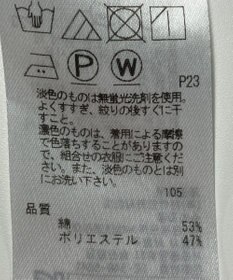 P
W
P23
淡色のものは無蛍光洗剤を使用。
よくすすぎ、絞りの後すぐに干
すこと。
濃色のものは、着用による摩擦
で色落ちすることがありますの
で、組合せの衣服にご注意くだ
さい。また、淡色のものとは別
にお洗い下さい。
105
品質
綿 53%
ポリエステル 47%